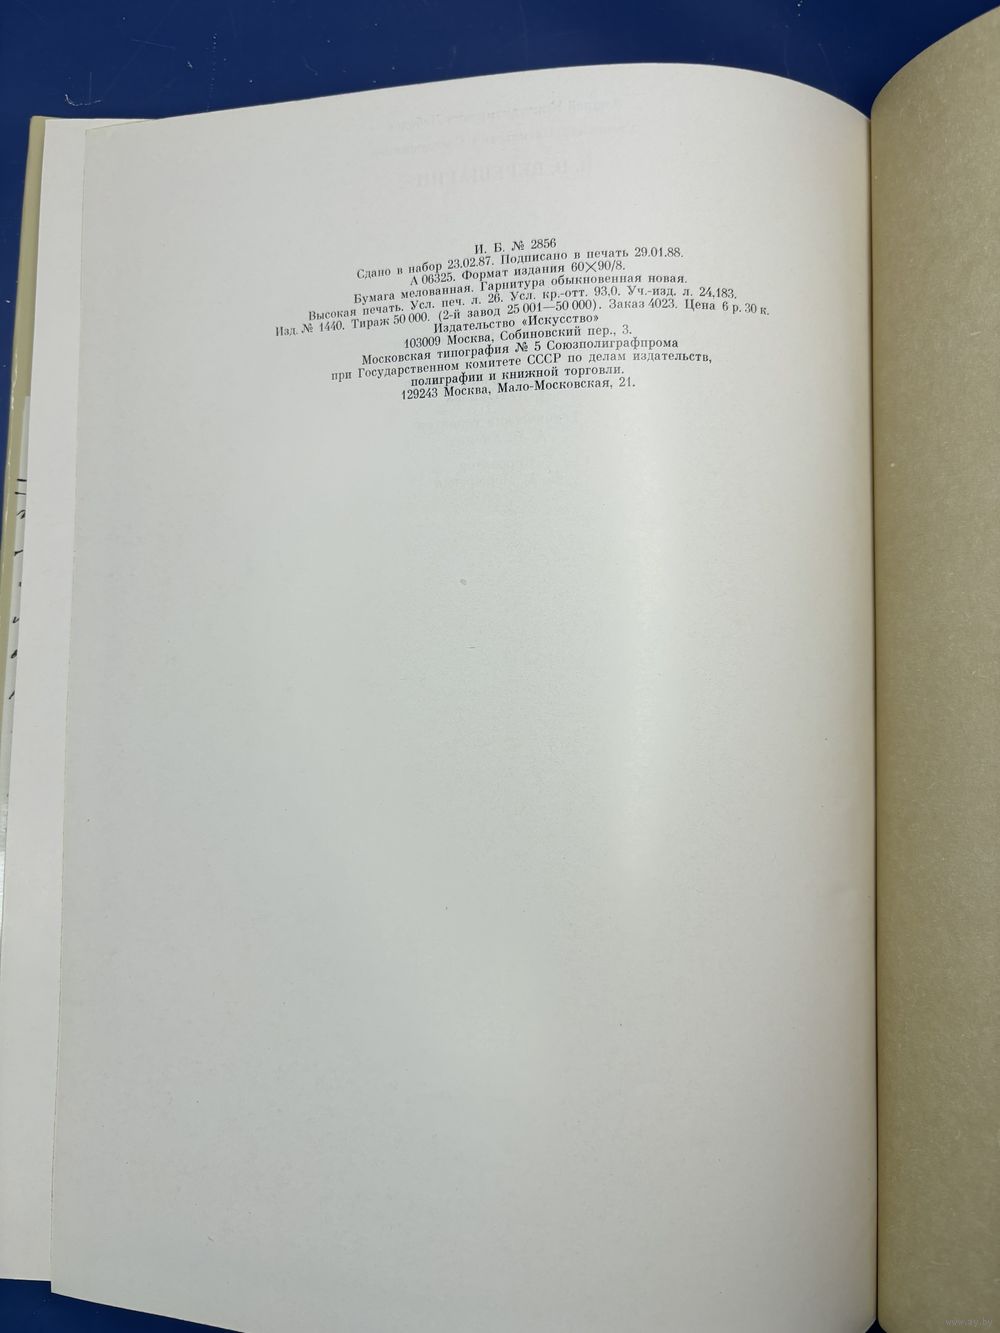 И. Б. № 2856
Сдано в набор 23.02.87. Подписано в печать 29.01.88.
А 06325. Формат издания 60×90/8.
Бумага мелованная. Гарнитура обыкновенная новая.
Высокая печать. Усл. печ. л. 26. Усл. кр.-отт. 93,0. Уч.-изд. л. 24,183.
Изд. № 1440. Тираж 50 000. (2-й завод 25 001—50 000). Заказ 4023. Цена 6 р. 30 к.
Издательство «Искусство»
103009 Москва, Собиновский пер., 3.
Московская типография № 5 Союзполиграфпрома
при Государственном комитете СССР по делам издательств,
полиграфии и книжной торговли.
129243 Москва, Мало-Московская, 21.
www.ay.by